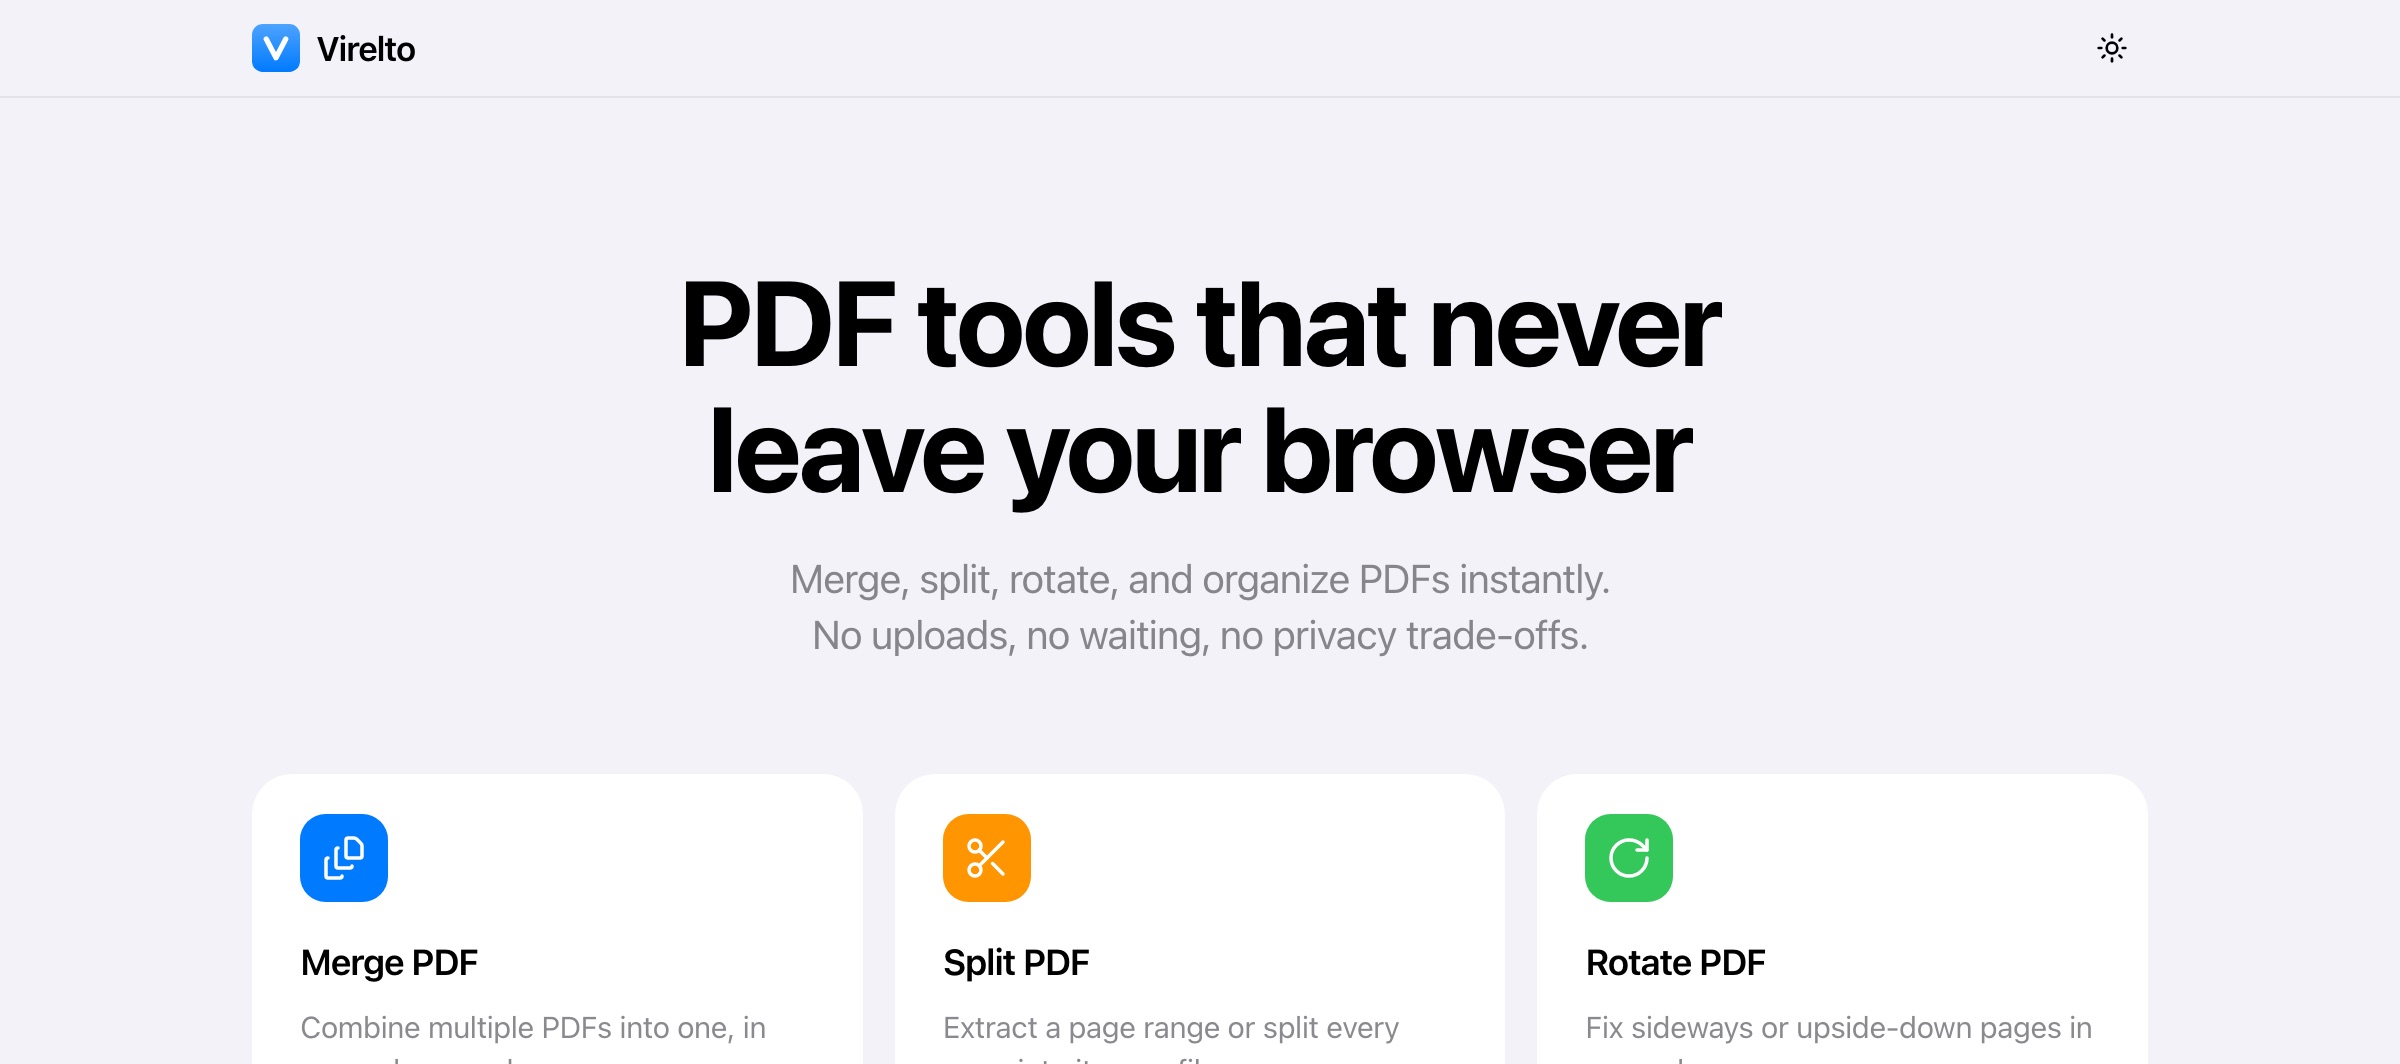 Virelto
PDF tools that never
leave your browser
Merge, split, rotate, and organize PDFs instantly.
No uploads, no waiting, no privacy trade-offs.
Merge PDF
Combine multiple PDFs into one, in
Split PDF
Extract a page range or split every
Rotate PDF
Fix sideways or upside-down pages in